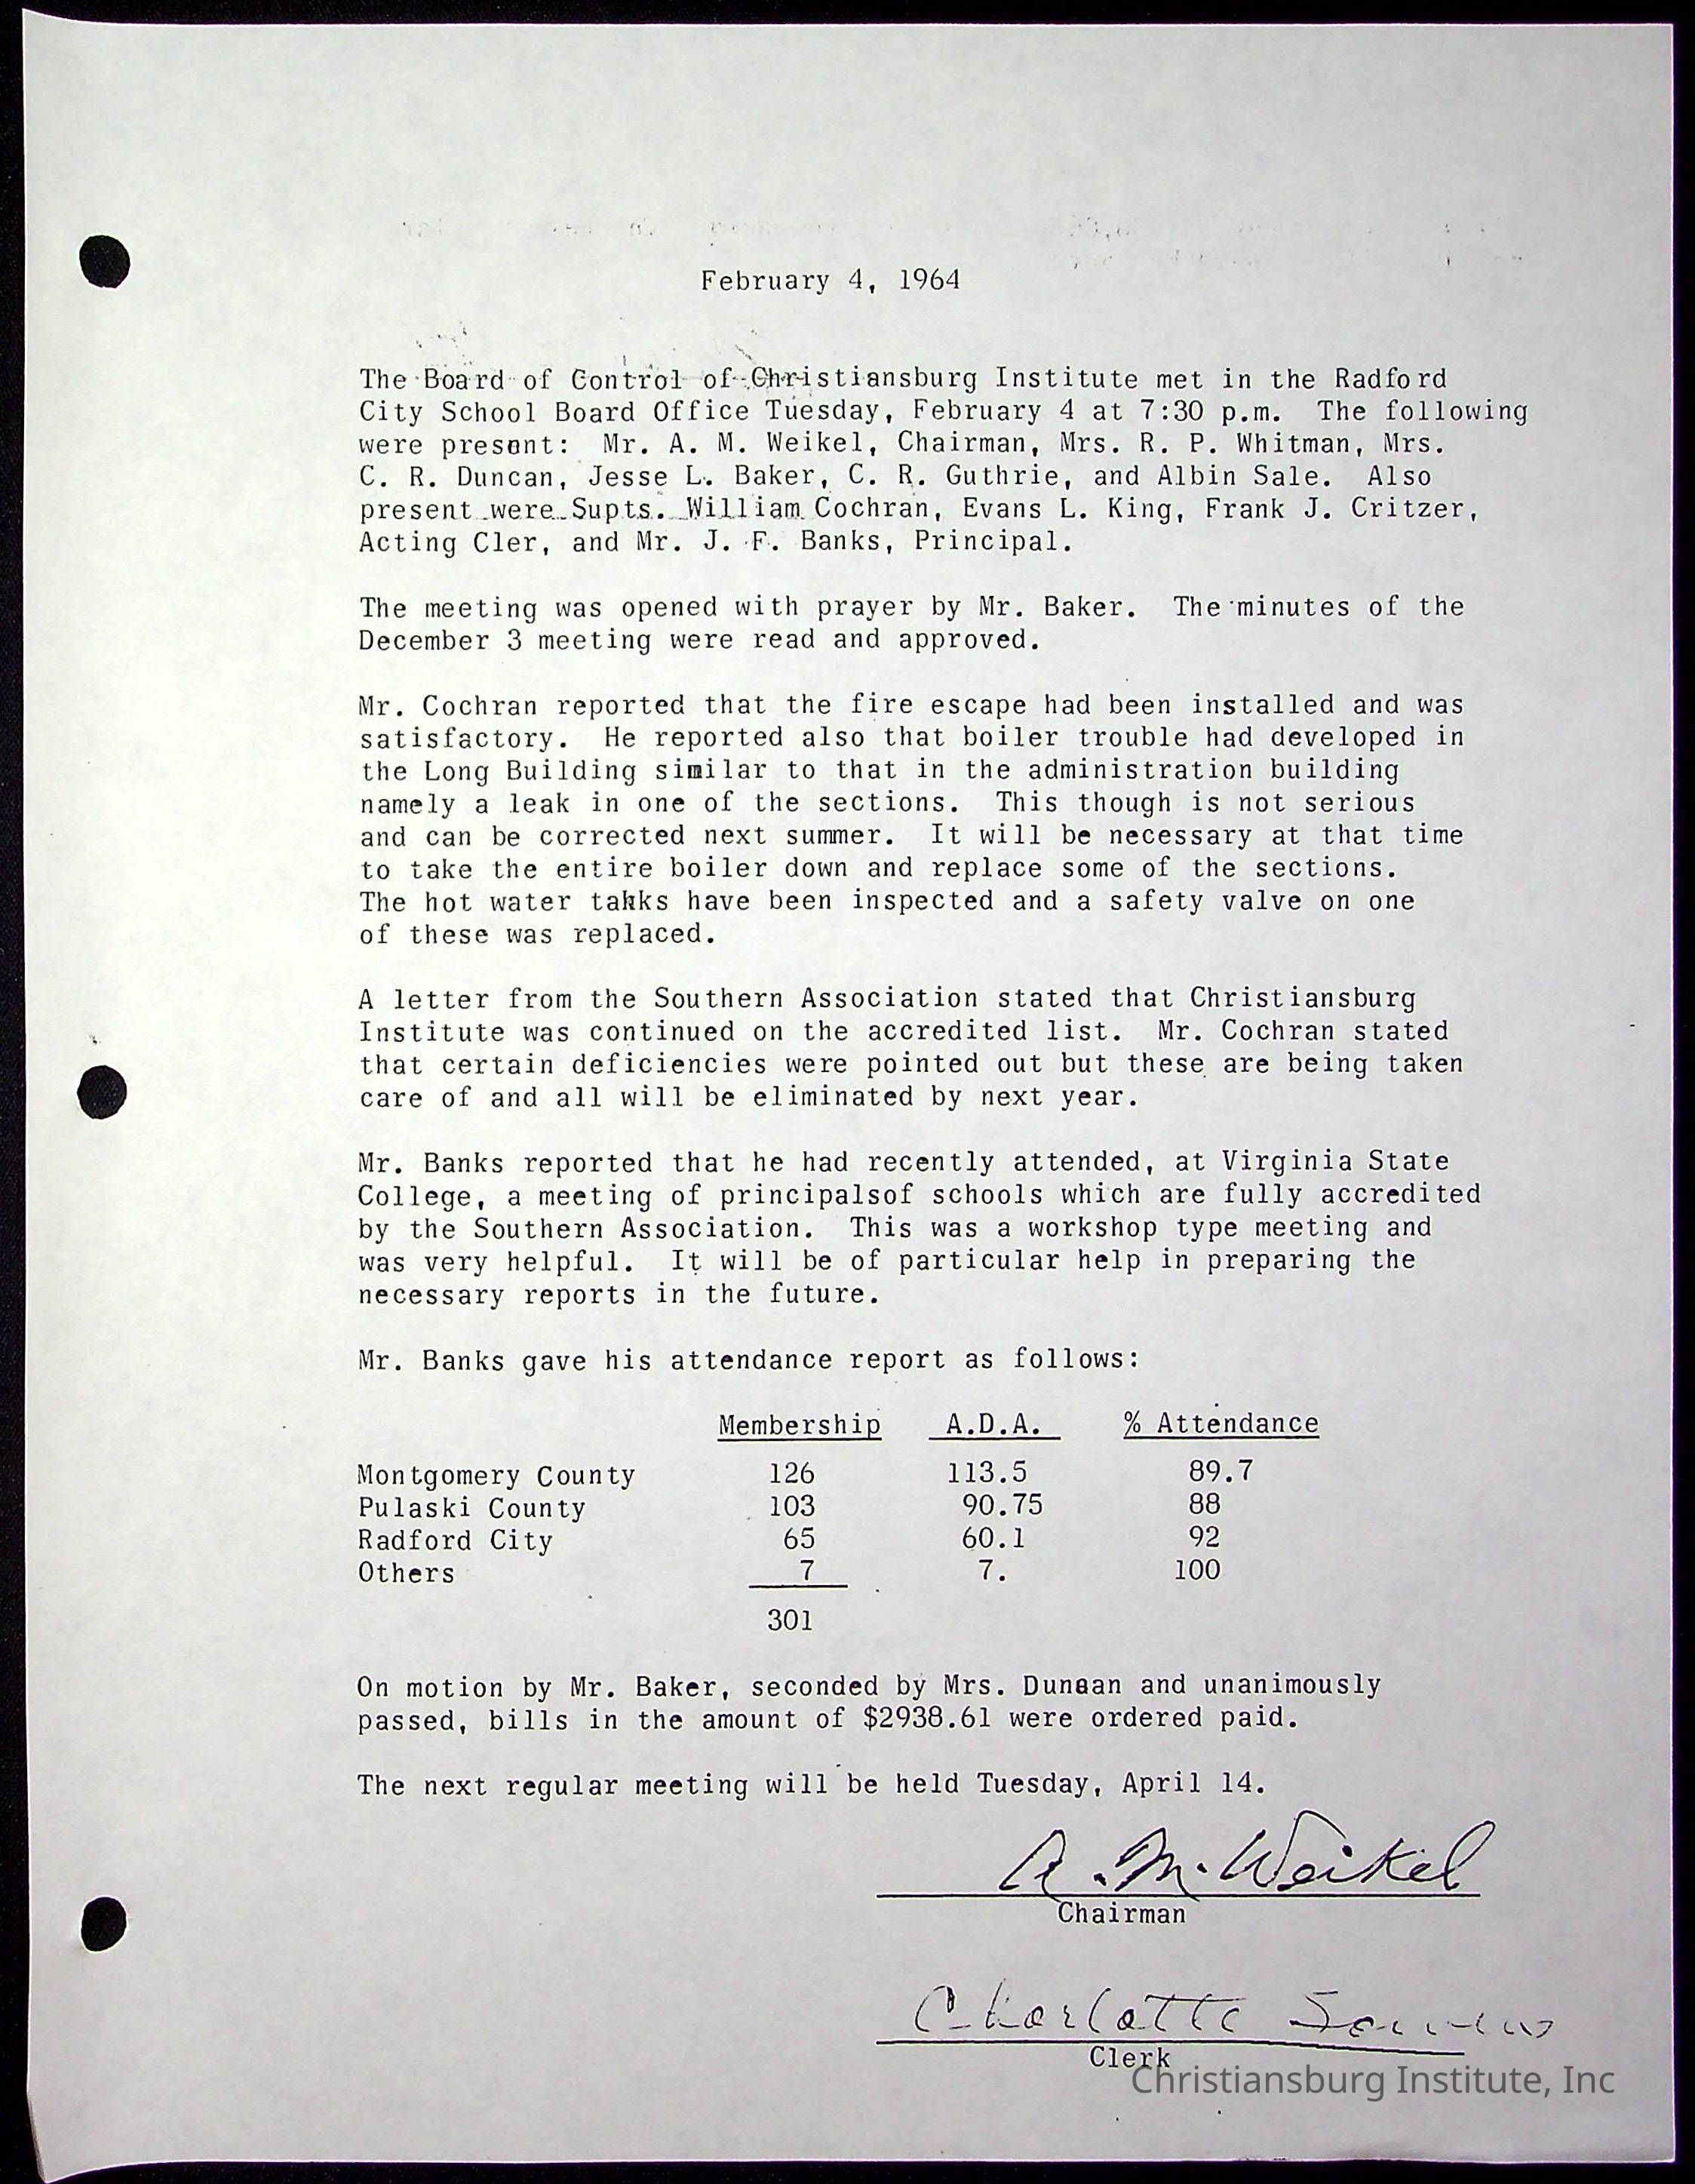 February 4, 1964
The Board of Control of Christiansburg Institute met in the Radford
City School Board Office Tuesday, February 4 at 7:30 p.m. The following
were present: Mr. A. M. Weikel, Chairman, Mrs. R. P. Whitman, Mrs.
C. R. Duncan, Jesse L. Baker, C. R. Guthrie, and Albin Sale. Also
present were Supts. William Cochran, Evans L. King, Frank J. Critzer,
Acting Cler, and Mr. J. F. Banks, Principal.
The meeting was opened with prayer by Mr. Baker. The minutes of the
December 3 meeting were read and approved.
Mr. Cochran reported that the fire escape had been installed and was
satisfactory. He reported also that boiler trouble had developed in
the Long Building similar to that in the administration building
namely a leak in one of the sections. This though is not serious
and can be corrected next summer. It will be necessary at that time
to take the entire boiler down and replace some of the sections.
The hot water tahks have been inspected and a safety valve on one
of these was replaced.
A letter from the Southern Association stated that Christiansburg
Institute was continued on the accredited list. Mr. Cochran stated
that certain deficiencies were pointed out but these are being taken
care of and all will be eliminated by next year.
Mr. Banks reported that he had recently attended, at Virginia State
College, a meeting of principalsof schools which are fully accredited
by the Southern Association. This was a workshop type meeting and
was very helpful. It will be of particular help in preparing the
necessary reports in the future.
Mr. Banks gave his attendance report as follows:
Membership A.D.A. % Attendance
Montgomery County 126 113.5 89.7
Pulaski County 103 90.75 88
Radford City 65 60.1 92
Others 7 7. 100
301
On motion by Mr. Baker, seconded by Mrs. Duncan and unanimously
passed, bills in the amount of $2938.61 were ordered paid.
The next regular meeting will be held Tuesday, April 14.
A. M. Weikel
Chairman
Charlotte
Clerk
Christiansburg Institute, Inc